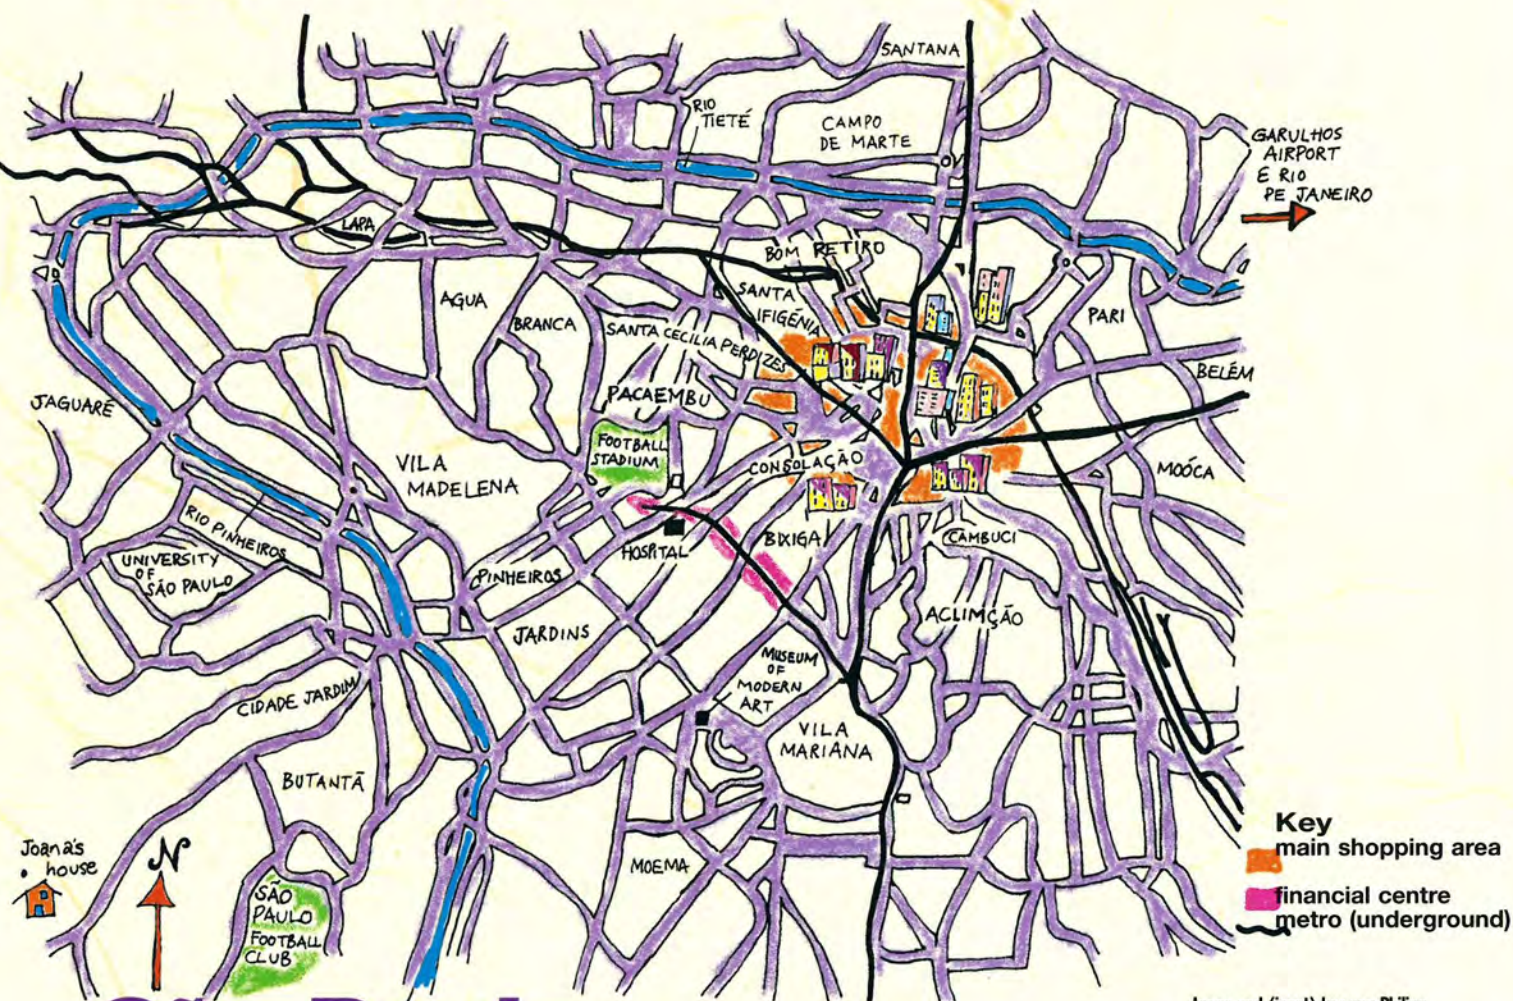 SANTANA
RIO
TIETÉ
CAMPO
DE MARTE
GARULHOS
AIRPORT
E RIO
PE JANEIRO
LAPA
BOM RETIRO
SANTA
IFIGÉNIA
AGUA
BRANCA
SANTA CECILIA PERDIZES
PARI
BELÉM
JAGUARÉ
PACAEMBU
FOOTBALL
STADIUM
CONSOLAÇÃO
VILA
MADELENA
MOÓCA
RIO PINHEIROS
HOSPITAL
BIXIGA
CAMBUCI
UNIVERSITY
OF
SÃO PAULO
PINHEIROS
JARDINS
ACLIMÇÃO
MUSEUM
OF
MODERN
ART
CIDADE JARDIM
VILA
MARIANA
BUTANTÃ
Joana's
house
N
MOEMA
SÃO
PAULO
FOOTBALL
CLUB
Key
main shopping area
financial centre
metro (underground)